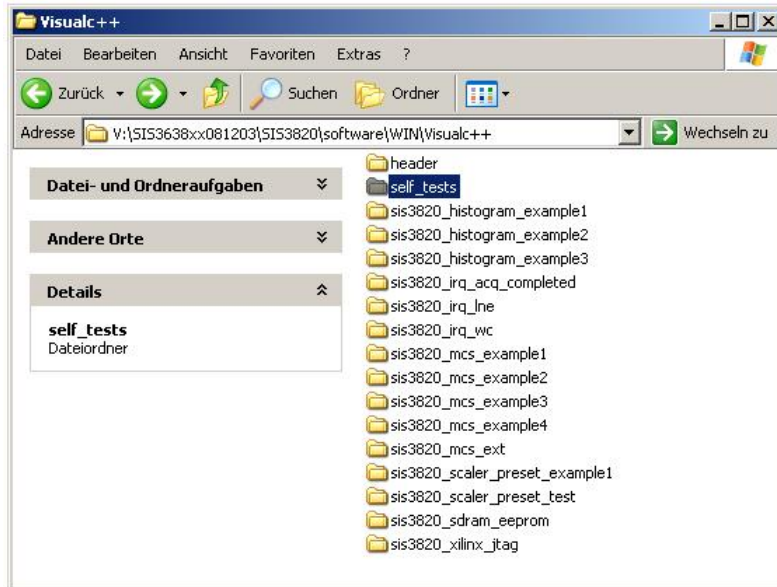 Visualc++
Datei Bearbeiten Ansicht Favoriten Extras ?
Zurück Suchen Ordner
Adresse V:\SIS3638xx081203\SIS3820\software\WIN\Visualc++ Wechseln zu
Datei- und Ordneraufgaben
Andere Orte
Details
self_tests
Dateiordner
header
self_tests
sis3820_histogram_example1
sis3820_histogram_example2
sis3820_histogram_example3
sis3820_irq_acq_completed
sis3820_irq_lne
sis3820_irq_wc
sis3820_mcs_example1
sis3820_mcs_example2
sis3820_mcs_example3
sis3820_mcs_example4
sis3820_mcs_ext
sis3820_scaler_preset_example1
sis3820_scaler_preset_test
sis3820_sdram_eeprom
sis3820_xilinx_jtag